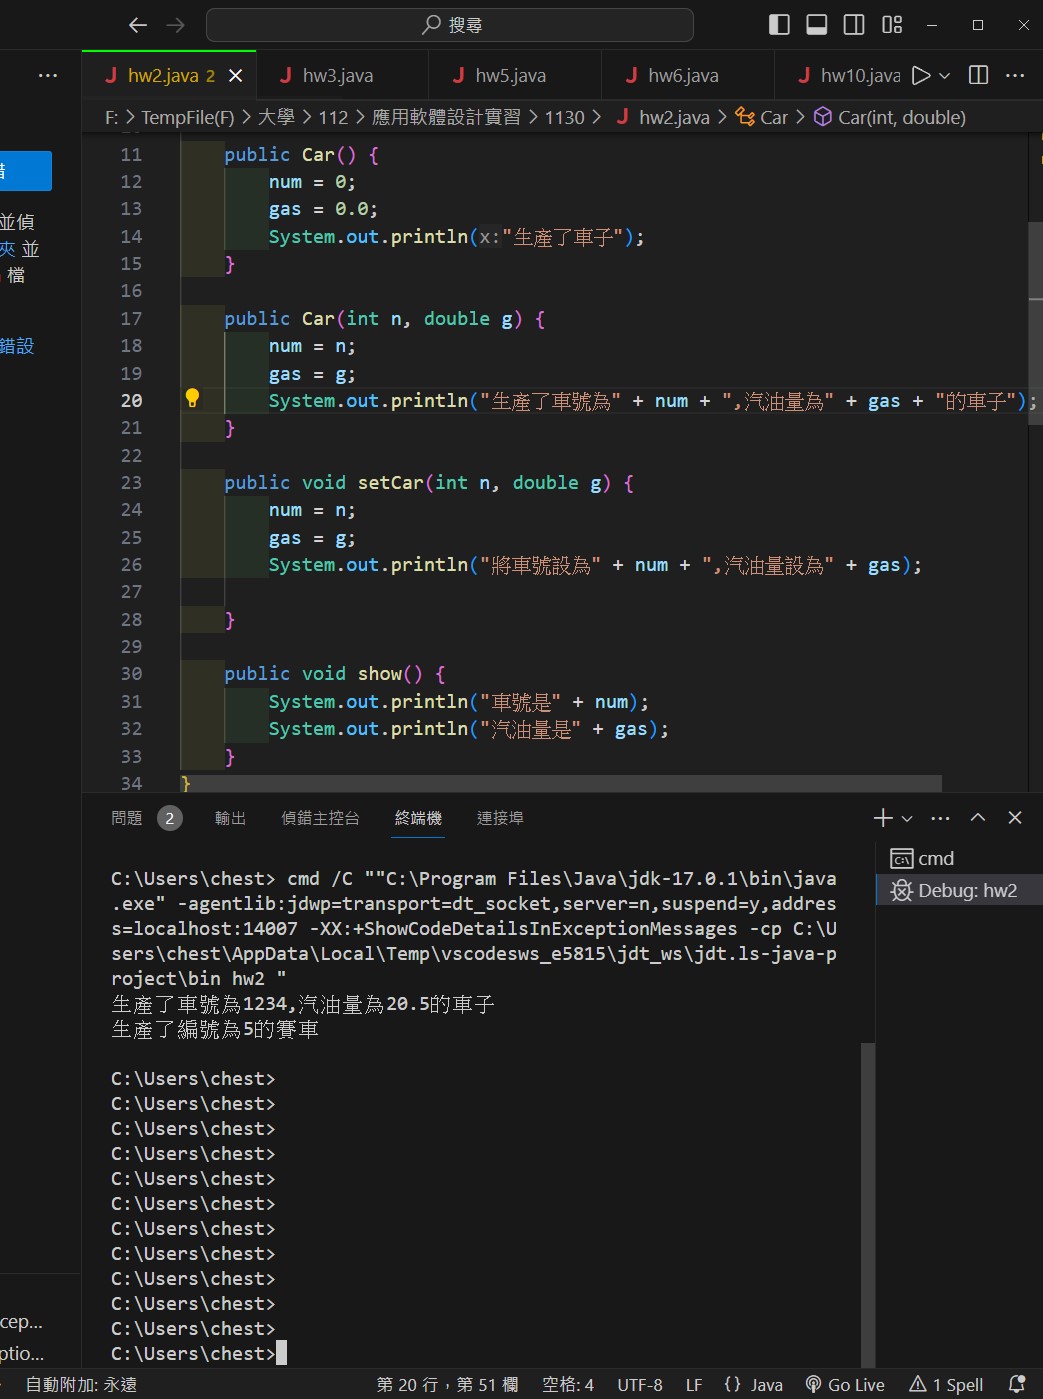 搜尋
hw2.java 2
hw3.java
hw5.java
hw6.java
hw10.java
F: > TempFile(F) > 大學 > 112 > 應用軟體設計實習 > 1130 > hw2.java > Car > Car(int, double)
並偵
夾 並
檔
錯設
11 public Car() {
12 num = 0;
13 gas = 0.0;
14 System.out.println(x:"生產了車子");
15 }
16
17 public Car(int n, double g) {
18 num = n;
19 gas = g;
20 System.out.println("生產了車號為" + num + ",汽油量為" + gas + "的車子");
21 }
22
23 public void setCar(int n, double g) {
24 num = n;
25 gas = g;
26 System.out.println("將車號設為" + num + ",汽油量設為" + gas);
27
28 }
29
30 public void show() {
31 System.out.println("車號是" + num);
32 System.out.println("汽油量是" + gas);
33 }
34 }
問題 2 輸出 偵錯主控台 終端機 連接埠
cmd
Debug: hw2
C:\Users\chest> cmd /C ""C:\Program Files\Java\jdk-17.0.1\bin\java
.exe" -agentlib:jdwp=transport=dt_socket,server=n,suspend=y,addres
s=localhost:14007 -XX:+ShowCodeDetailsInExceptionMessages -cp C:\U
sers\chest\AppData\Local\Temp\vscodesws_e5815\jdt_ws\jdt.ls-java-p
roject\bin hw2 "
生產了車號為1234,汽油量為20.5的車子
生產了編號為5的賽車
C:\Users\chest>
C:\Users\chest>
C:\Users\chest>
C:\Users\chest>
C:\Users\chest>
C:\Users\chest>
C:\Users\chest>
C:\Users\chest>
C:\Users\chest>
C:\Users\chest>
C:\Users\chest>
C:\Users\chest>
cep...
ptio...
自動附加: 永遠 第 20 行，第 51 欄 空格: 4 UTF-8 LF {} Java Go Live 1 Spell